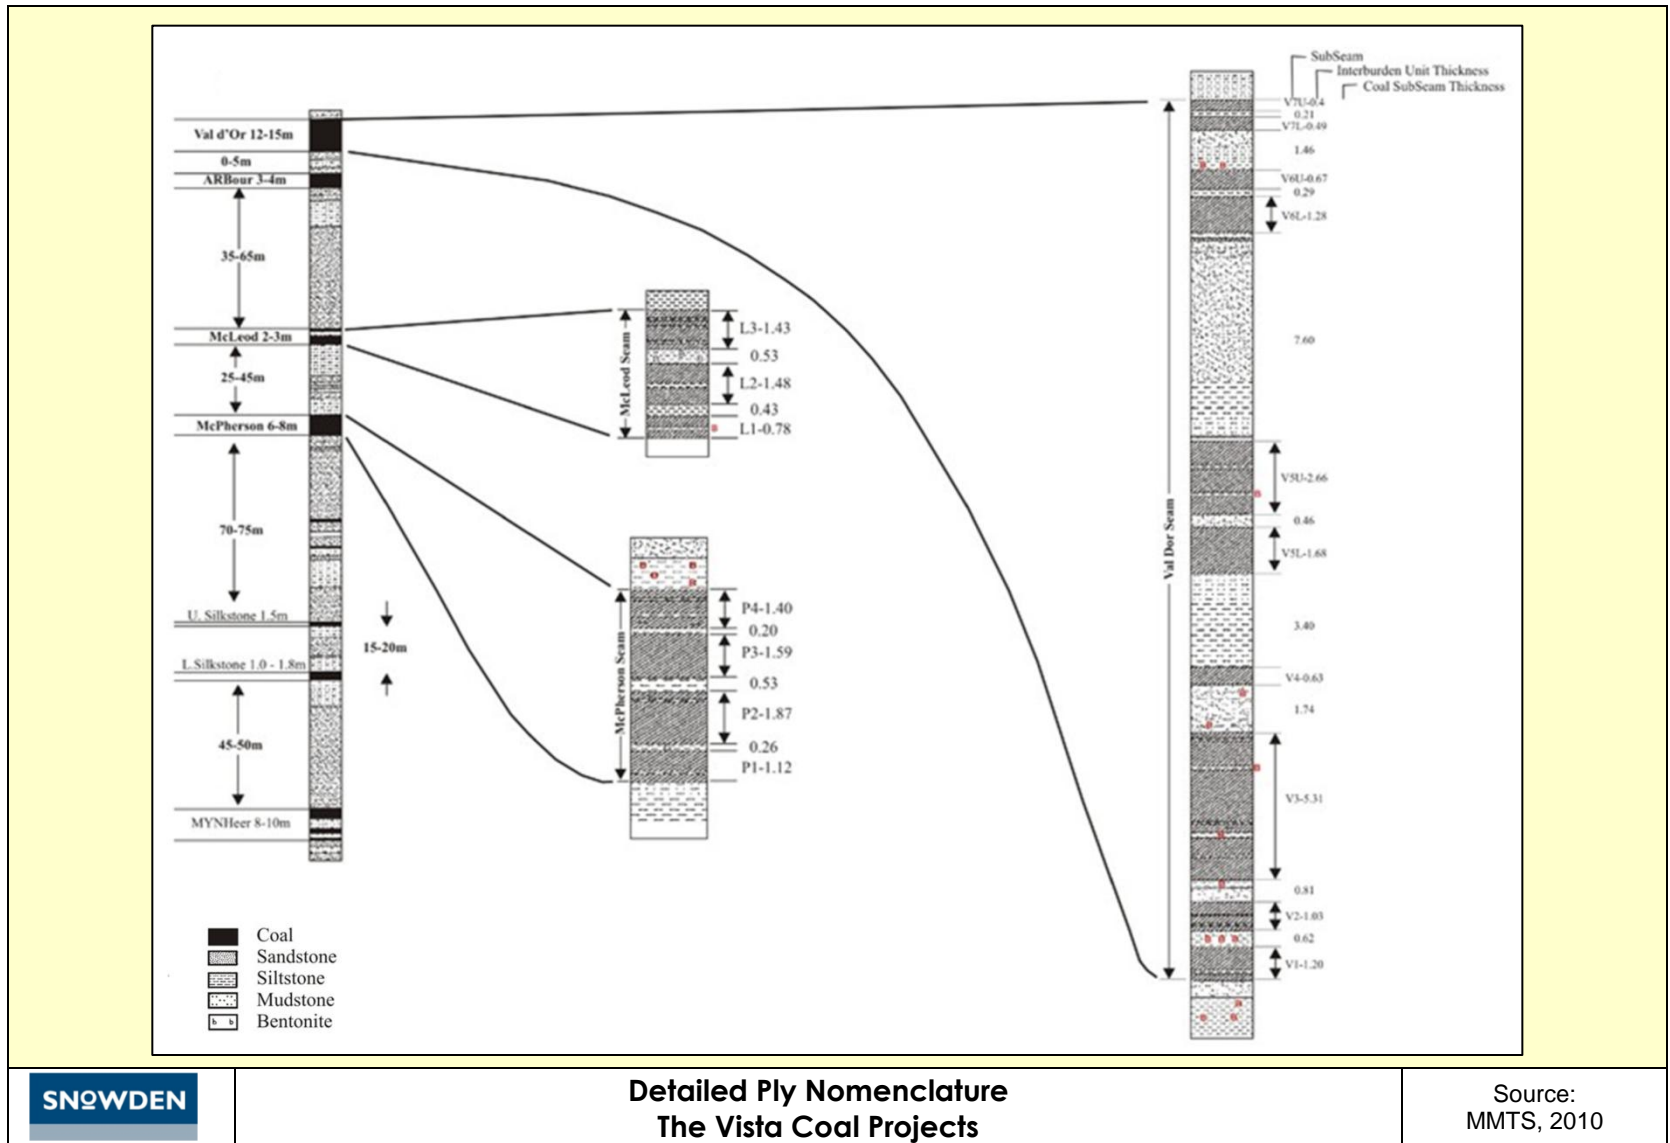 Val d'Or 12-15m
0-5m
ARBour 3-4m
35-65m
McLeod 2-3m
25-45m
McPherson 6-8m
70-75m
U. Silkstone 1.5m
15-20m
L.Silkstone 1.0 - 1.8m
45-50m
MYNHeer 8-10m
McLeod Seam
L3-1.43
0.53
L2-1.48
0.43
L1-0.78
McPherson Seam
P4-1.40
0.20
P3-1.59
0.53
P2-1.87
0.26
P1-1.12
SubSeam
Interburden Unit Thickness
Coal SubSeam Thickness
Val Dor Seam
V7U-0.4
0.21
V7L-0.49
1.46
V6U-0.67
0.29
V6L-1.28
7.60
V5U-2.66
0.46
V5L-1.68
3.40
V4-0.63
1.74
V3-5.31
0.81
V2-1.03
0.62
V1-1.20
Coal
Sandstone
Siltstone
Mudstone
b b
Bentonite
SNOWDEN
Detailed Ply Nomenclature
The Vista Coal Projects
Source:
MMTS, 2010